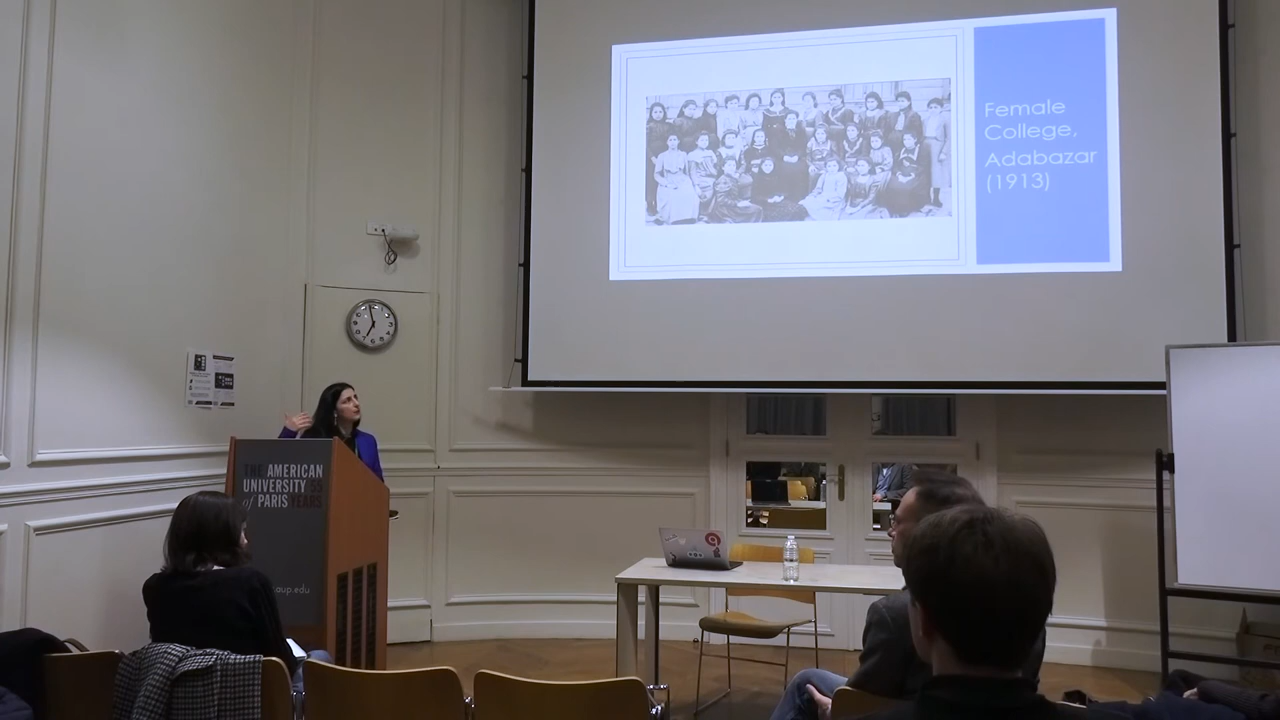 Female
College,
Adabazar
(1913)
THE AMERICAN
UNIVERSITY 55
of PARIS YEARS
aup.edu